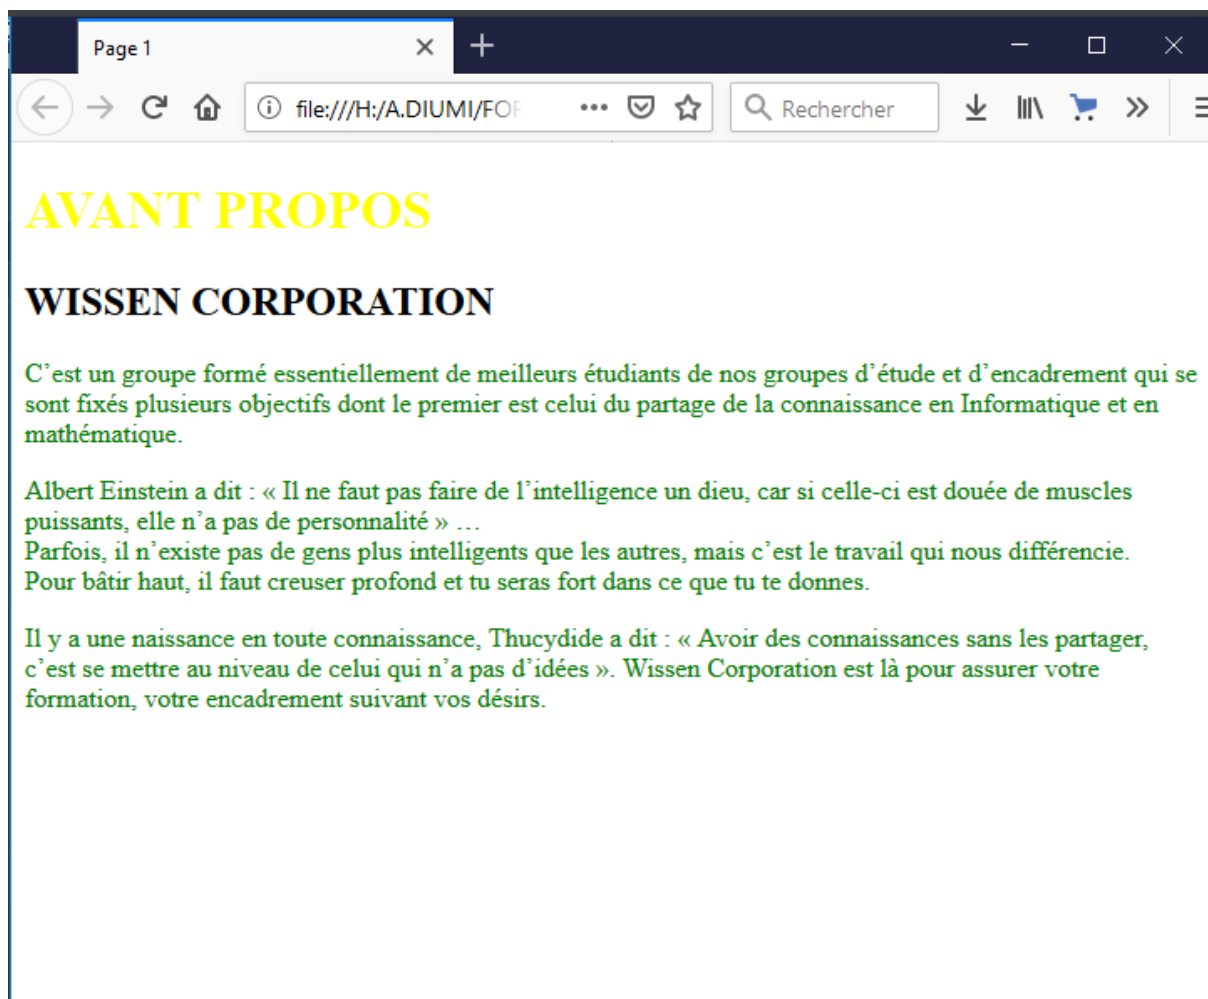 Page 1
file:///H:/A.DIUMI/FOR
Rechercher
AVANT PROPOS
WISSEN CORPORATION
C’est un groupe formé essentiellement de meilleurs étudiants de nos groupes d’étude et d’encadrement qui se
sont fixés plusieurs objectifs dont le premier est celui du partage de la connaissance en Informatique et en
mathématique.
Albert Einstein a dit : « Il ne faut pas faire de l’intelligence un dieu, car si celle-ci est douée de muscles
puissants, elle n’a pas de personnalité » …
Parfois, il n’existe pas de gens plus intelligents que les autres, mais c’est le travail qui nous différencie.
Pour bâtir haut, il faut creuser profond et tu seras fort dans ce que tu te donnes.
Il y a une naissance en toute connaissance, Thucydide a dit : « Avoir des connaissances sans les partager,
c’est se mettre au niveau de celui qui n’a pas d’idées ». Wissen Corporation est là pour assurer votre
formation, votre encadrement suivant vos désirs.